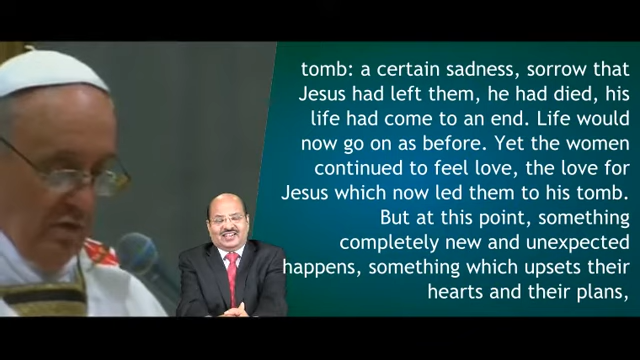 tomb: a certain sadness, sorrow that
Jesus had left them, he had died, his
life had come to an end. Life would
now go on as before. Yet the women
continued to feel love, the love for
Jesus which now led them to his tomb.
But at this point, something
completely new and unexpected
happens, something which upsets their
hearts and their plans,